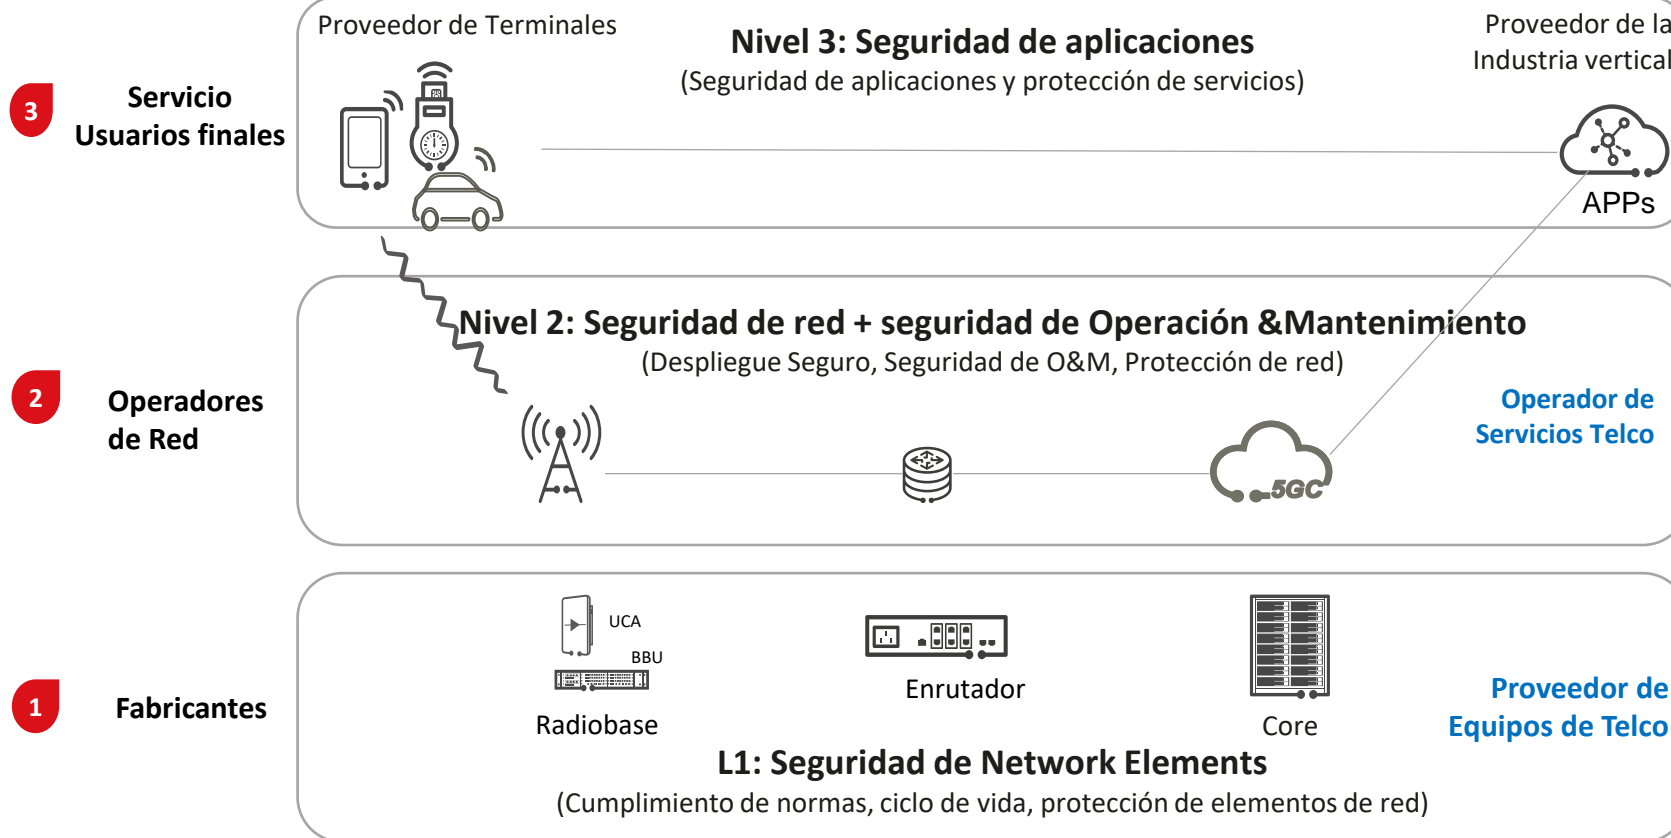 Proveedor de Terminales
Nivel 3: Seguridad de aplicaciones
(Seguridad de aplicaciones y protección de servicios)
Proveedor de la
Industria vertical
3
Servicio
Usuarios finales
APPs
Nivel 2: Seguridad de red + seguridad de Operación &Mantenimiento
(Despliegue Seguro, Seguridad de O&M, Protección de red)
2
Operadores
de Red
Operador de
Servicios Telco
5GC
UCA
BBU
Radiobase
Enrutador
Core
1
Fabricantes
Proveedor de
Equipos de Telco
L1: Seguridad de Network Elements
(Cumplimiento de normas, ciclo de vida, protección de elementos de red)